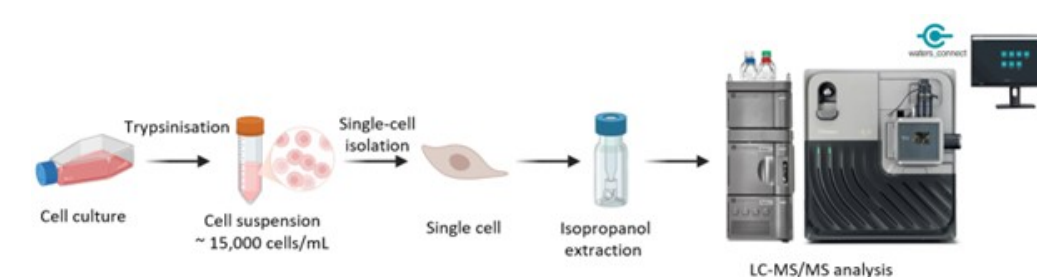 waters_connect
Trypsinisation
Single-cell
isolation
Cell culture
Cell suspension
~ 15,000 cells/mL
Single cell
Isopropanol
extraction
LC-MS/MS analysis